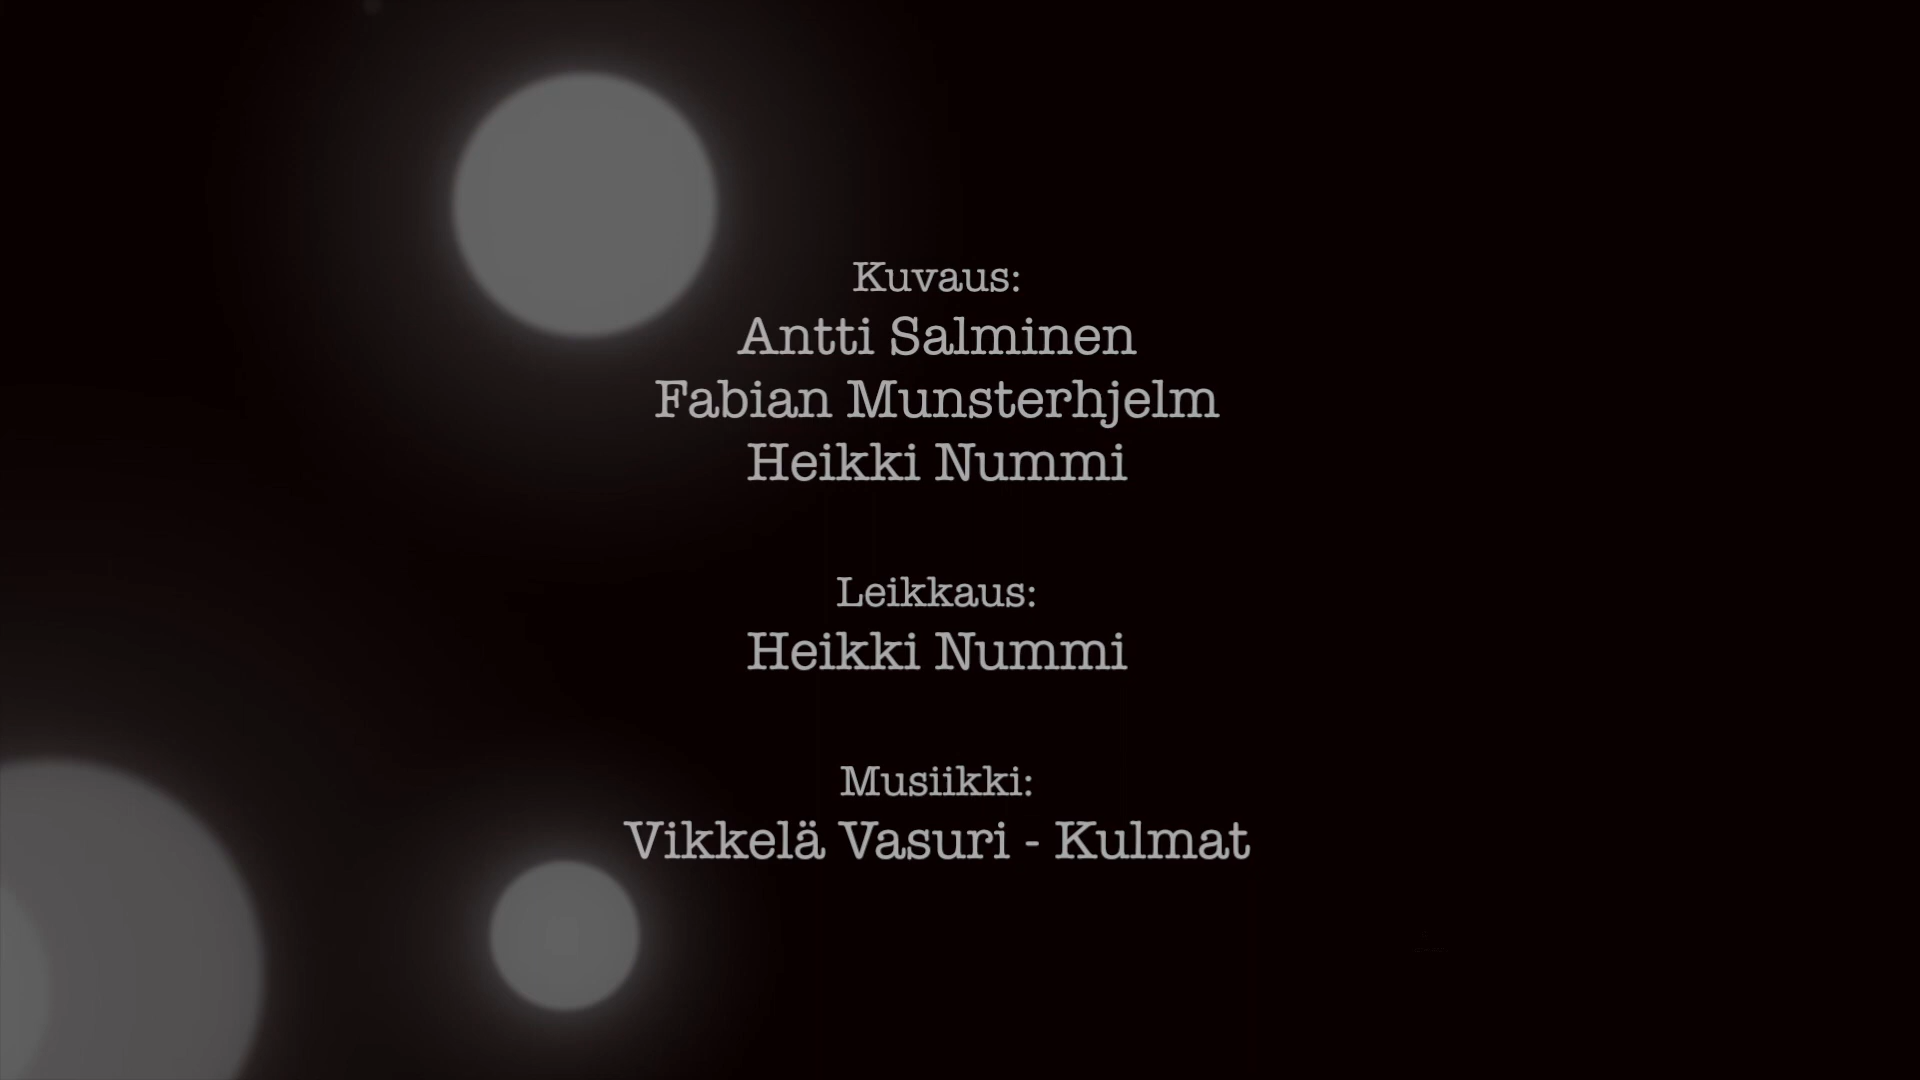 Kuvaus:
Antti Salminen
Fabian Munsterhjelm
Heikki Nummi
Leikkaus:
Heikki Nummi
Musiikki:
Vikkelä Vasuri - Kulmat